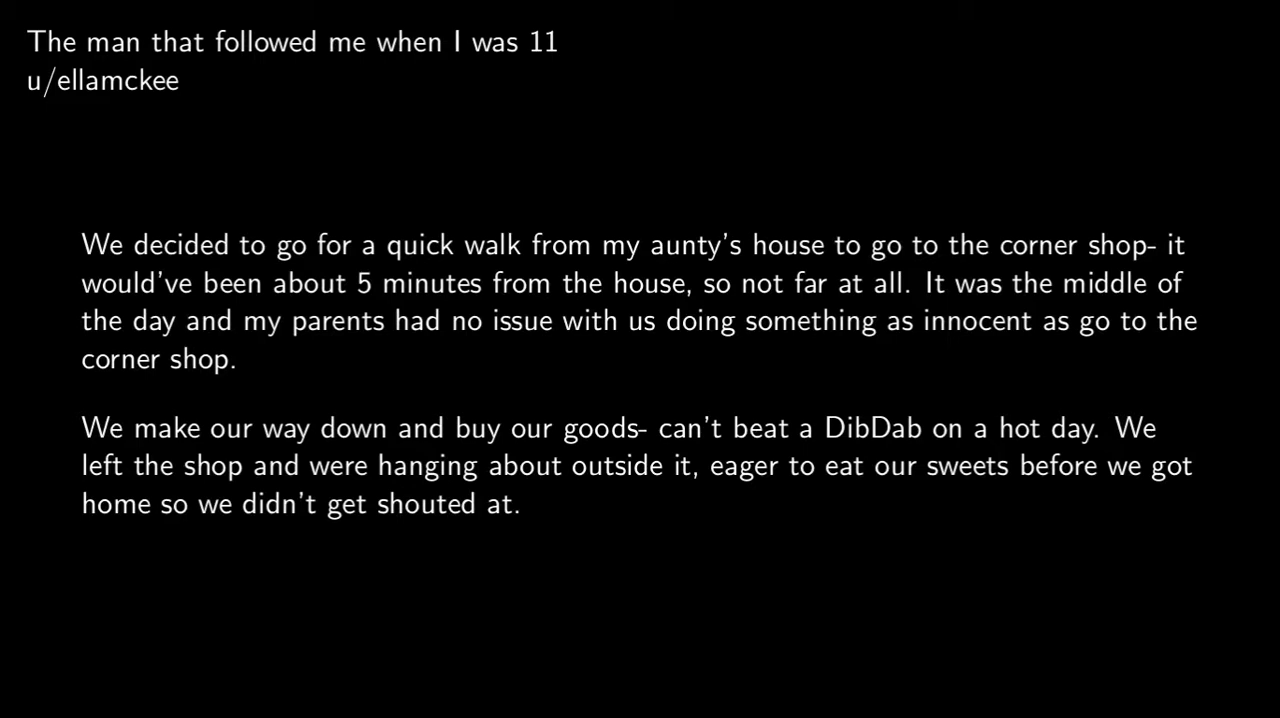 The man that followed me when I was 11
u/ellamckee
We decided to go for a quick walk from my aunty's house to go to the corner shop- it
would've been about 5 minutes from the house, so not far at all. It was the middle of
the day and my parents had no issue with us doing something as innocent as go to the
corner shop.
We make our way down and buy our goods- can't beat a DibDab on a hot day. We
left the shop and were hanging about outside it, eager to eat our sweets before we got
home so we didn't get shouted at.